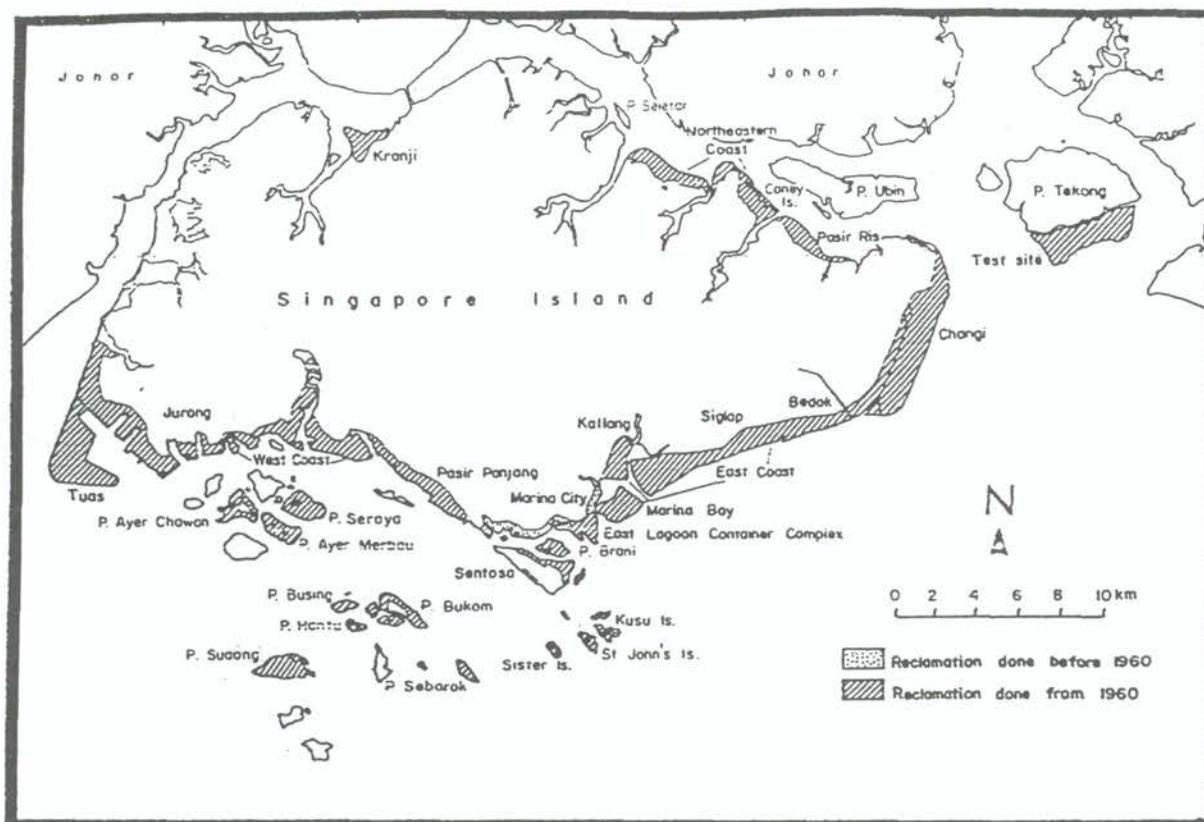 Johor
Johor
P. Seletar
Northeastern
Coast
Kranji
Coney
Is.
P. Ubin
P. Tekong
Pasir Ris
Test site
Singapore Island
Changi
Jurong
Bedok
Siglap
Kallang
West Coast
East Coast
Pasir Panjang
Tuas
Marina City
Marina Bay
P. Seraya
P. Ayer Chawan
East Lagoon Container Complex
P. Ayer Merbau
P. Brani
Sentosa
N
P. Busing
P. Bukom
0 2 4 6 8 10 km
P. Hantu
Kusu Is.
P. Sudong
St John's Is.
Sister Is.
P. Sebarok
Reclamation done before 1960
Reclamation done from 1960